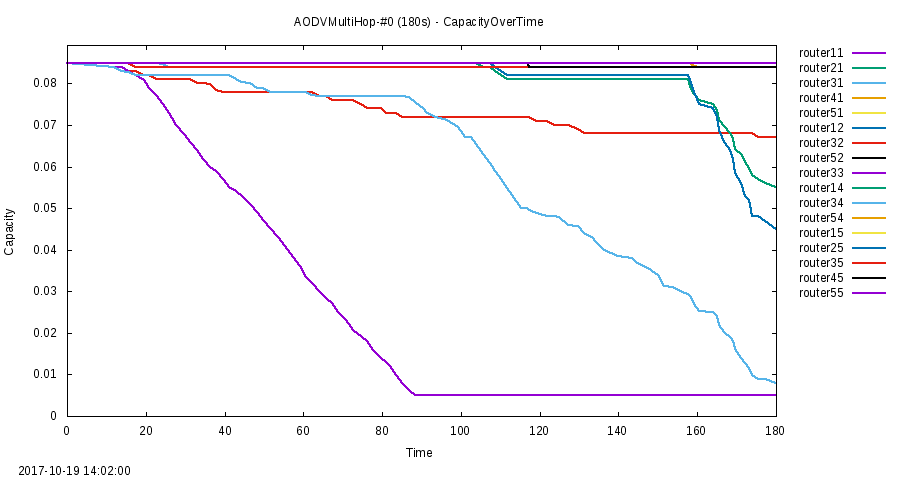 AODVMultiHop-#0 (180s) - CapacityOverTime
router11
router21
router31
router41
router51
router12
router32
router52
router33
router14
router34
router54
router15
router25
router35
router45
router55
0.08
0.07
0.06
0.05
0.04
0.03
0.02
0.01
0
Capacity
0 20 40 60 80 100 120 140 160 180
Time
2017-10-19 14:02:00